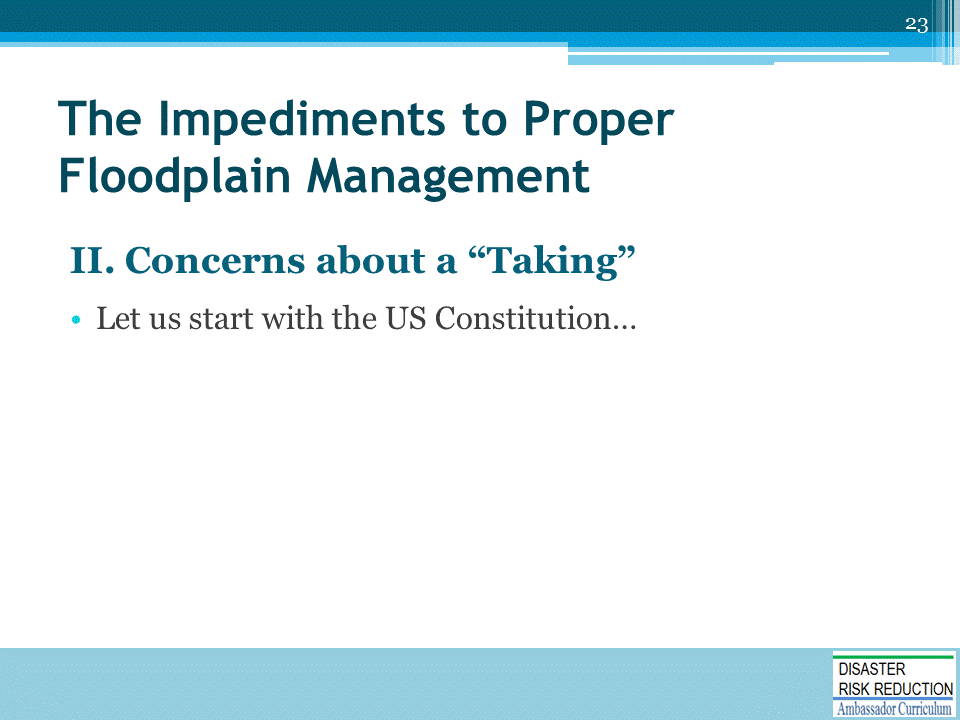 23
The Impediments to Proper
Floodplain Management
II. Concerns about a “Taking”
• Let us start with the US Constitution…
DISASTER
RISK REDUCTION
Ambassador Curriculum